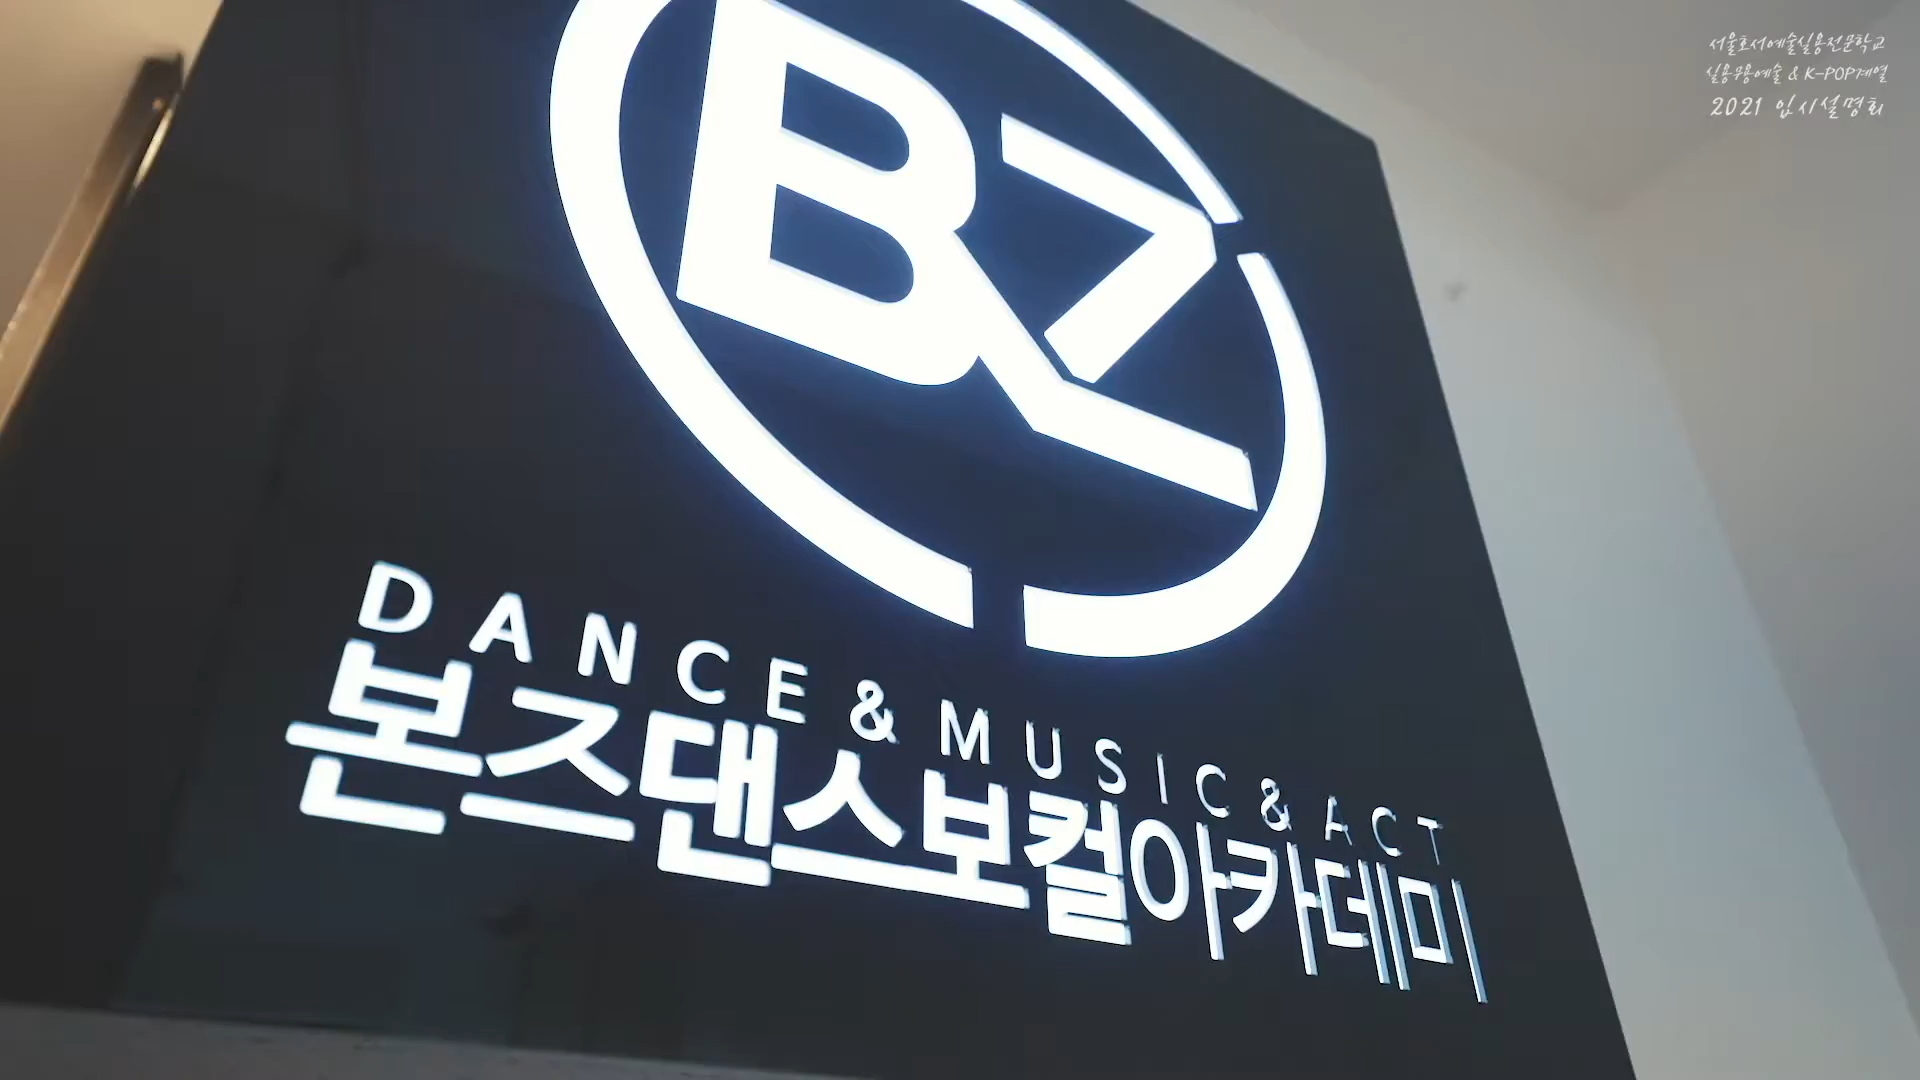 서울호서예술실용전문학교
실용무용예술 & K-POP계열
2021 입시설명회
BZ
DANCE & MUSIC & ACT
본즈댄스보컬아카데미